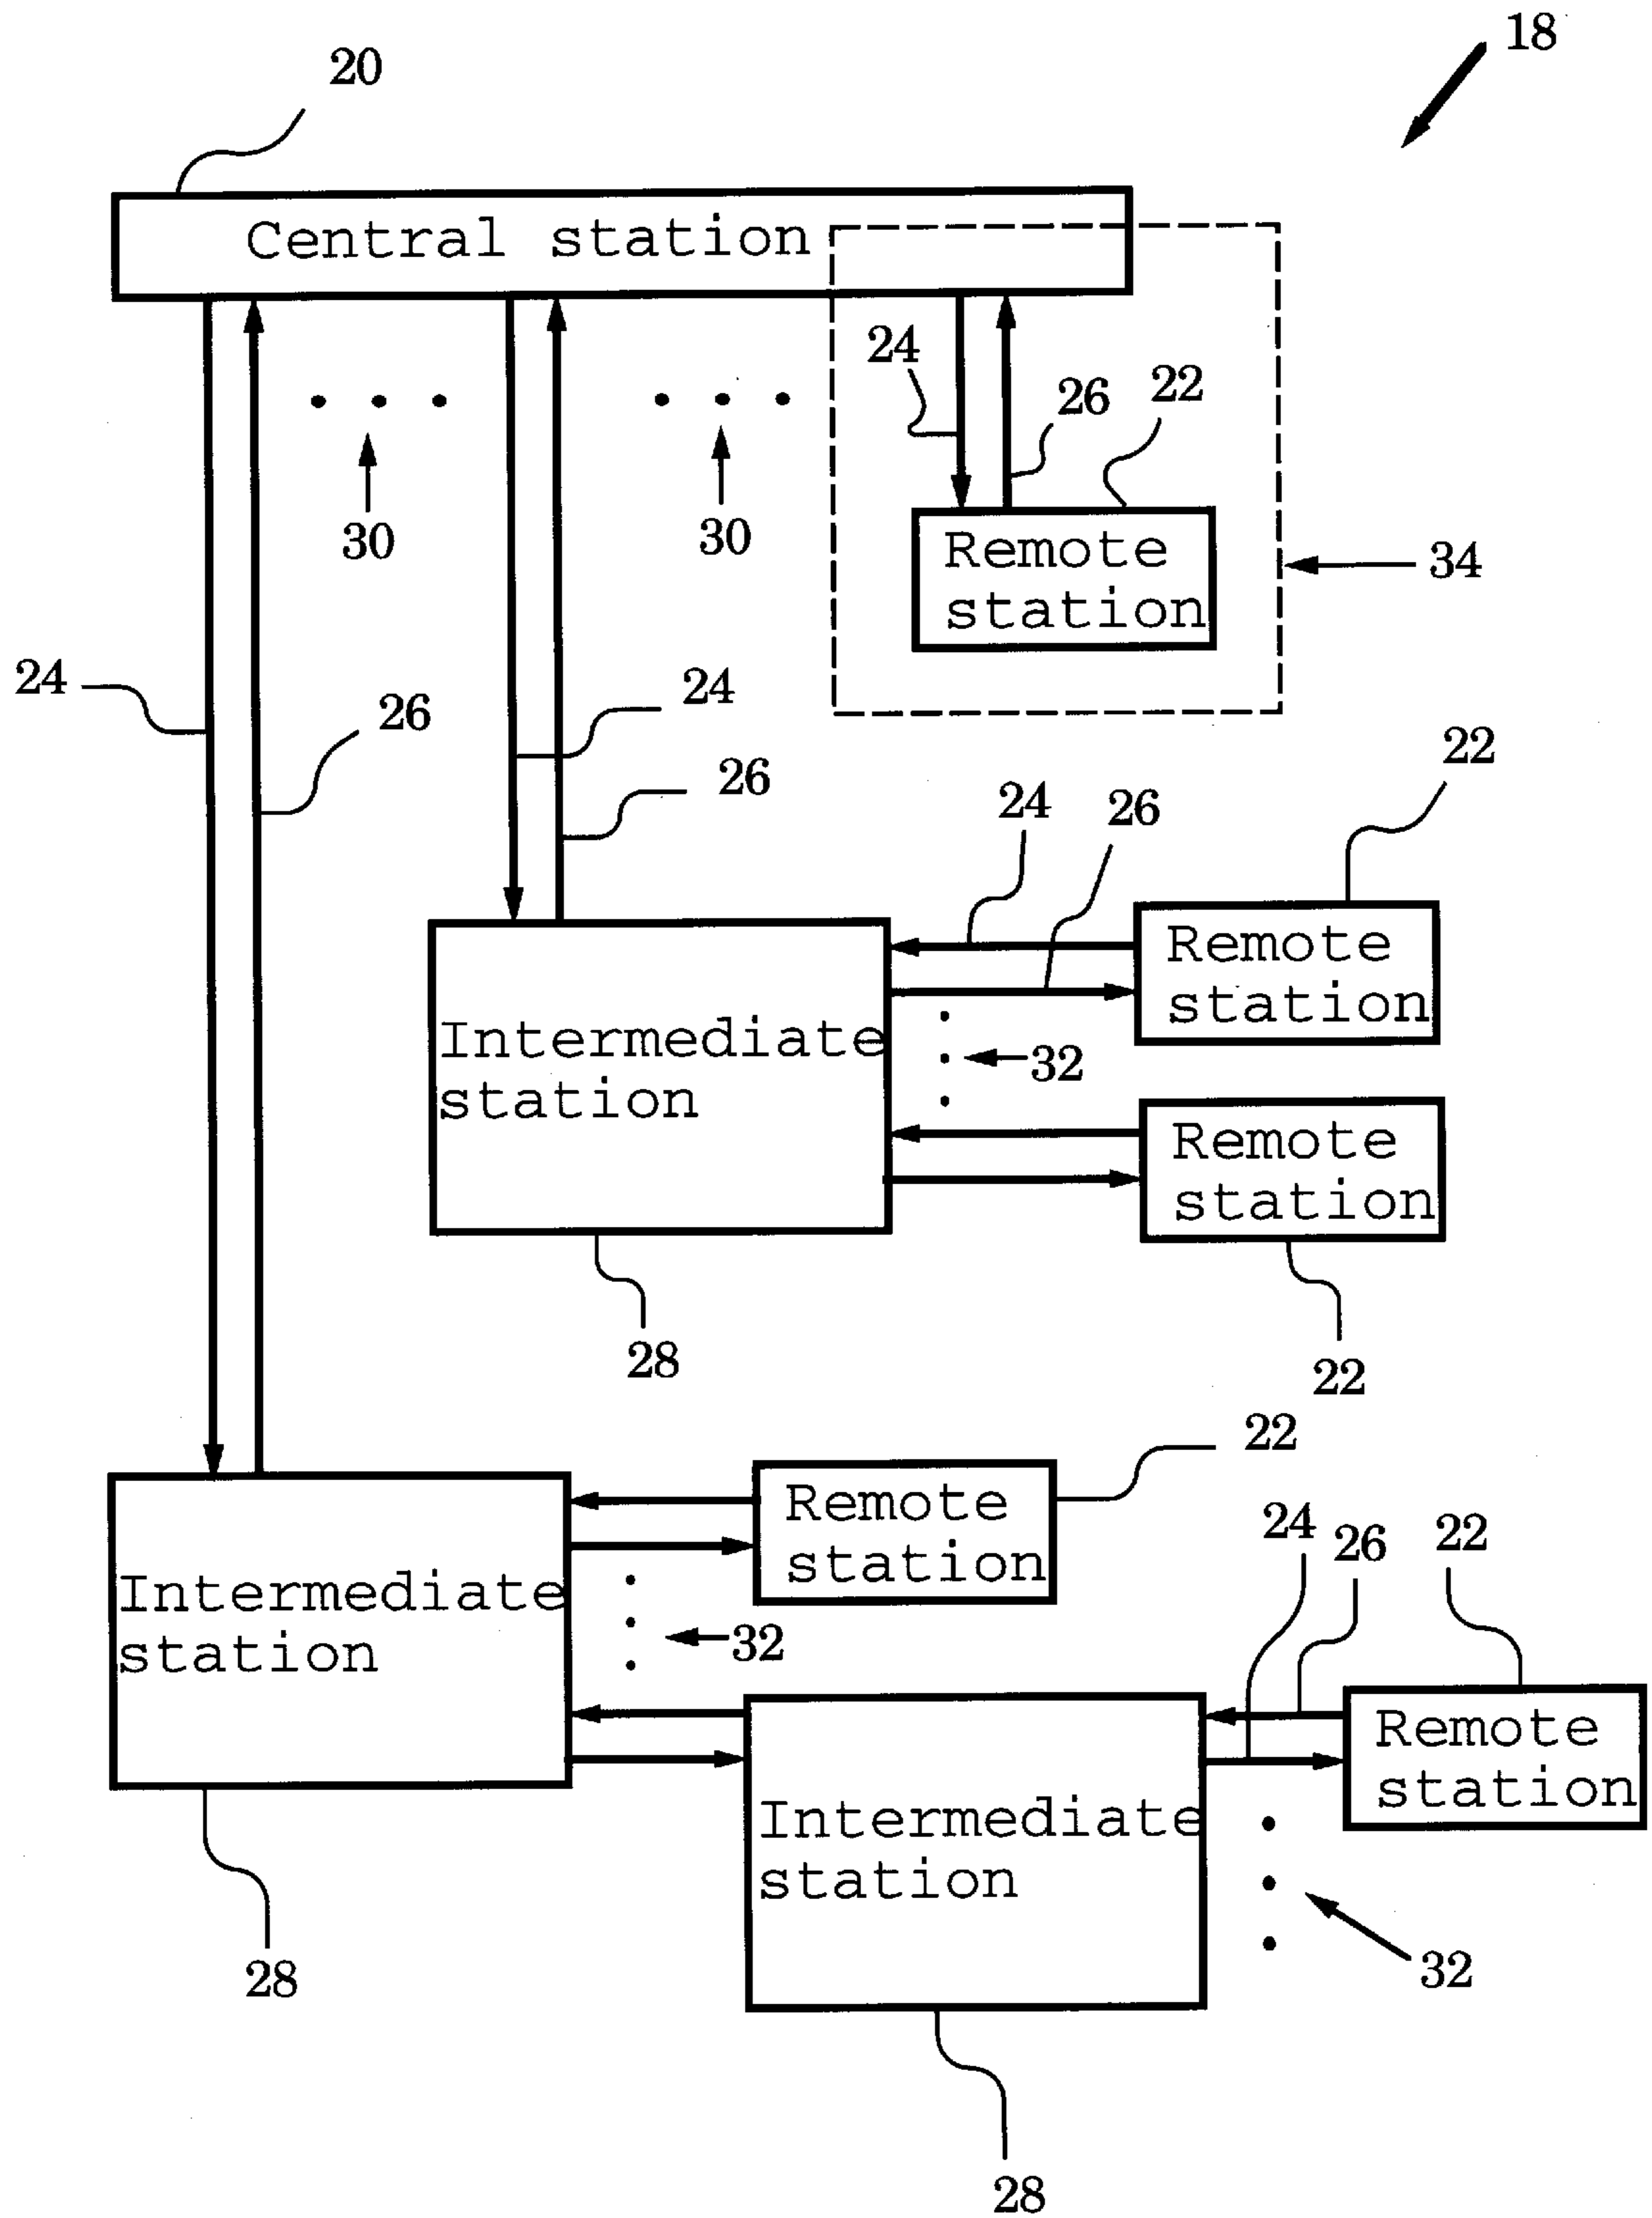 18
20
Central station
24
26
22
30
30
Remote
station
34
24
24
26
26
22
24
26
Remote
station
Intermediate
station
32
Remote
station
28
22
22
Remote
station
24
26
22
Intermediate
station
32
Remote
station
Intermediate
station
28
32
28